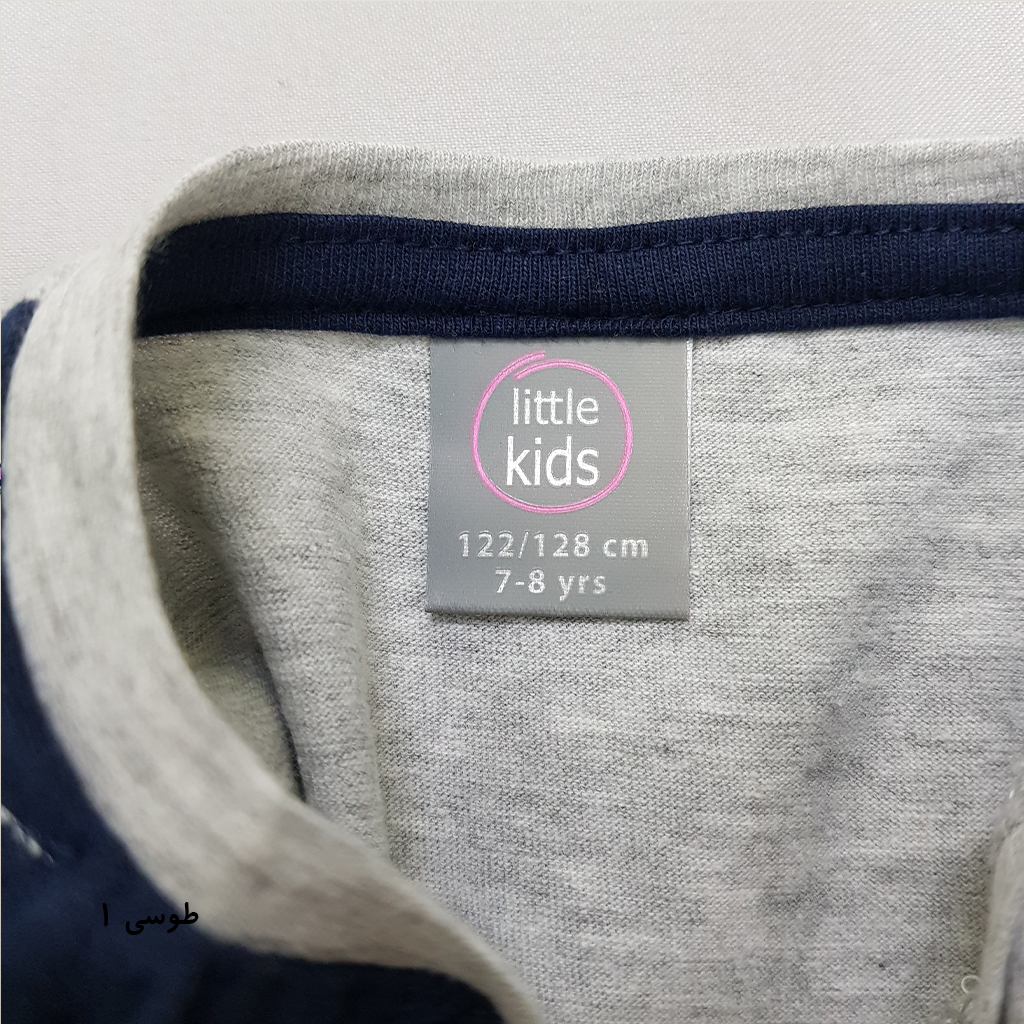 little
kids
122/128 cm
7-8 yrs
طوسی ۱